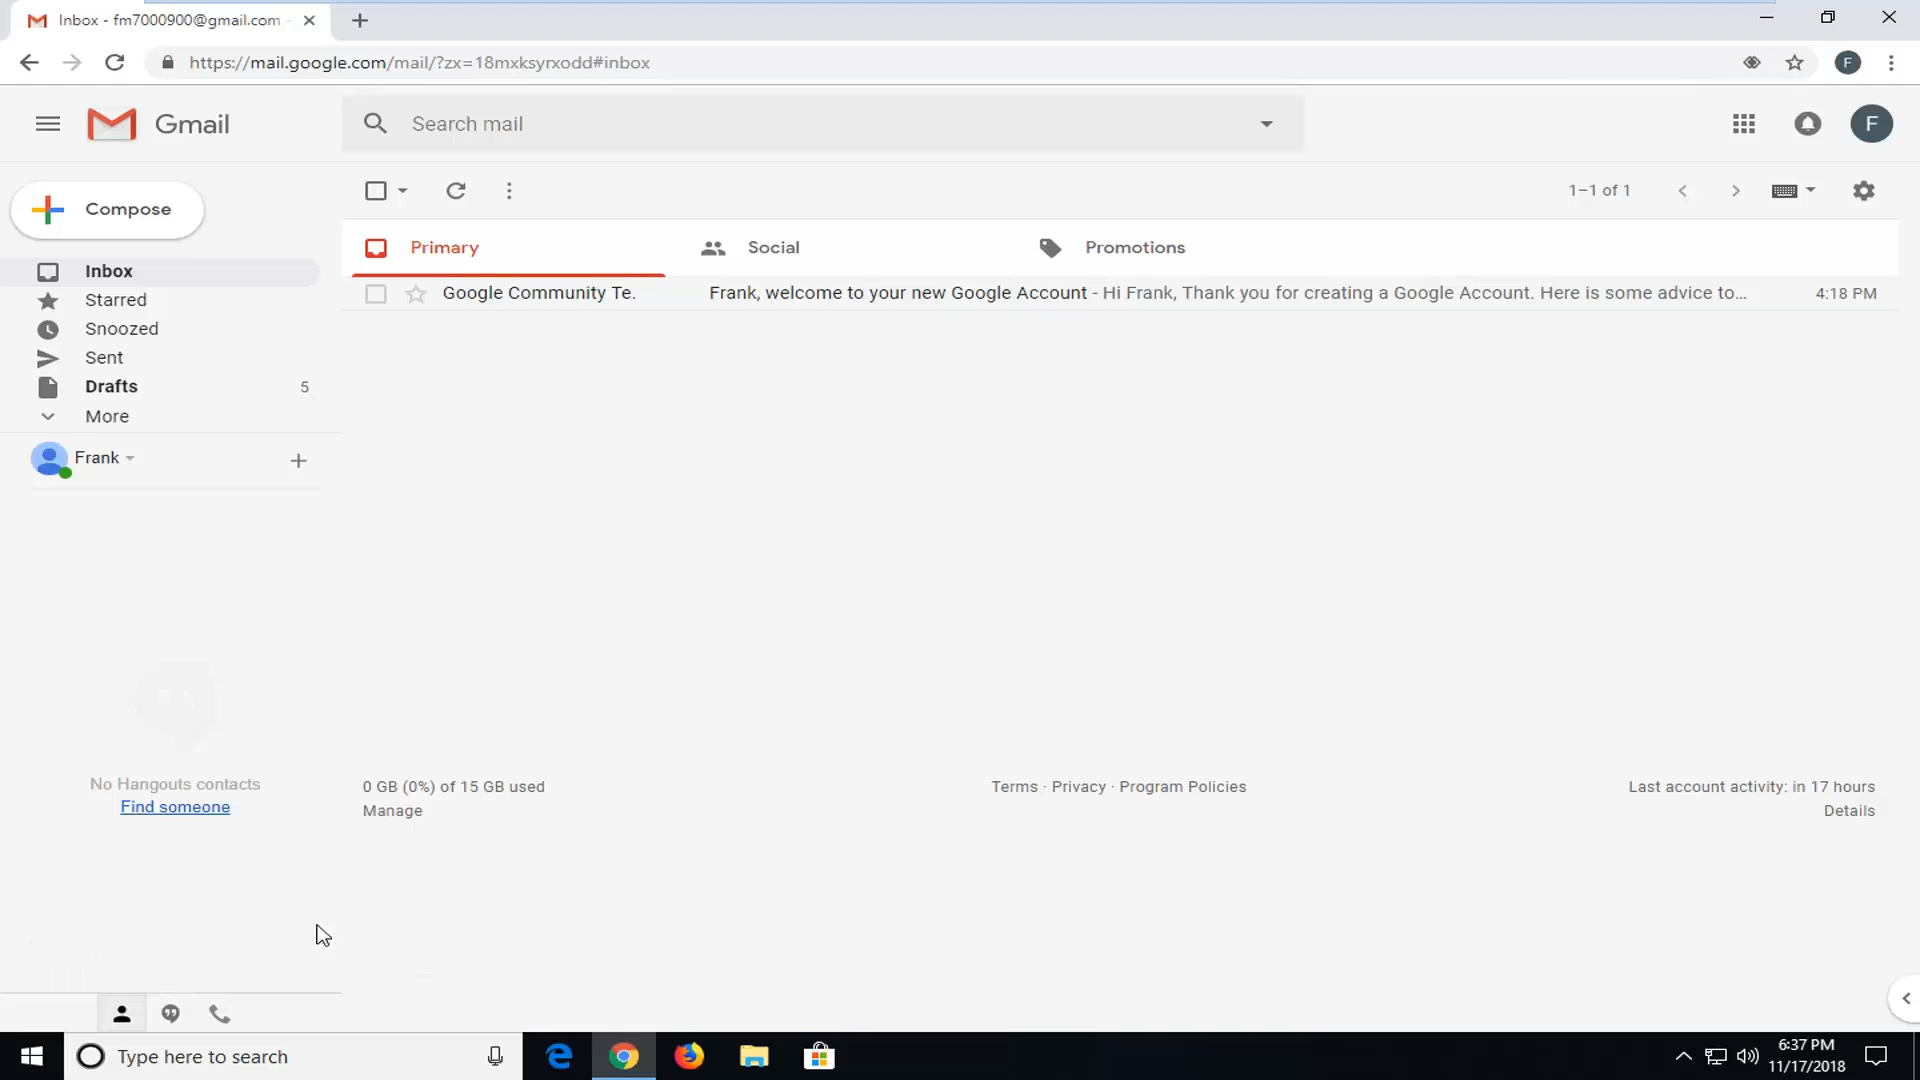 Inbox - fm7000900@gmail.com -
https://mail.google.com/mail/?zx=18mxksyrxodd#inbox
F
Gmail
Search mail
F
Compose
1–1 of 1
Primary
Social
Promotions
Inbox
Starred
Snoozed
Sent
Drafts 5
More
Google Community Te. Frank, welcome to your new Google Account - Hi Frank, Thank you for creating a Google Account. Here is some advice to... 4:18 PM
Frank
No Hangouts contacts
Find someone
0 GB (0%) of 15 GB used
Manage
Terms · Privacy · Program Policies
Last account activity: in 17 hours
Details
Type here to search
6:37 PM
11/17/2018